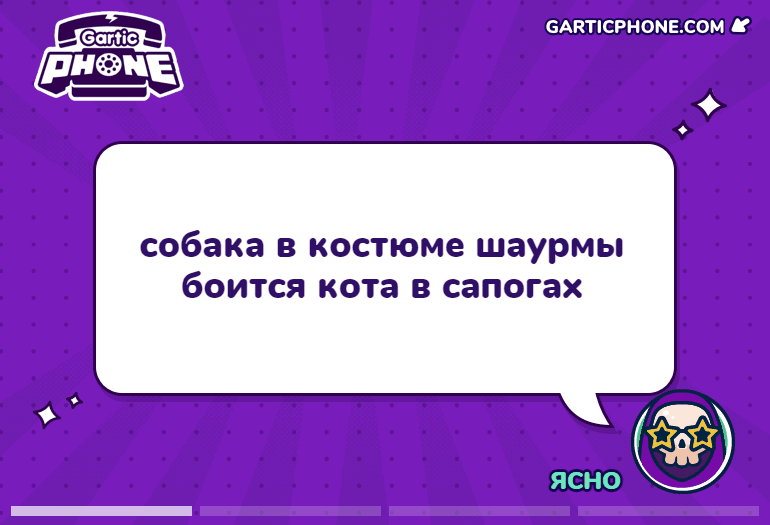 Gartic
PHONE
GARTICPHONE.COM
собака в костюме шаурмы
боится кота в сапогах
ЯСНО